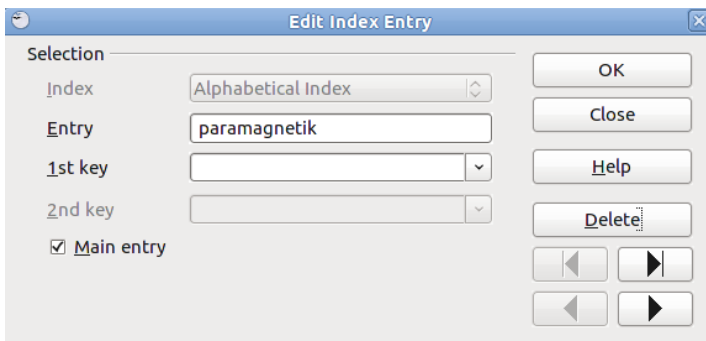 Edit Index Entry
Selection
Index
Alphabetical Index
Entry
paramagnetik
1st key
2nd key
Main entry
OK
Close
Help
Delete